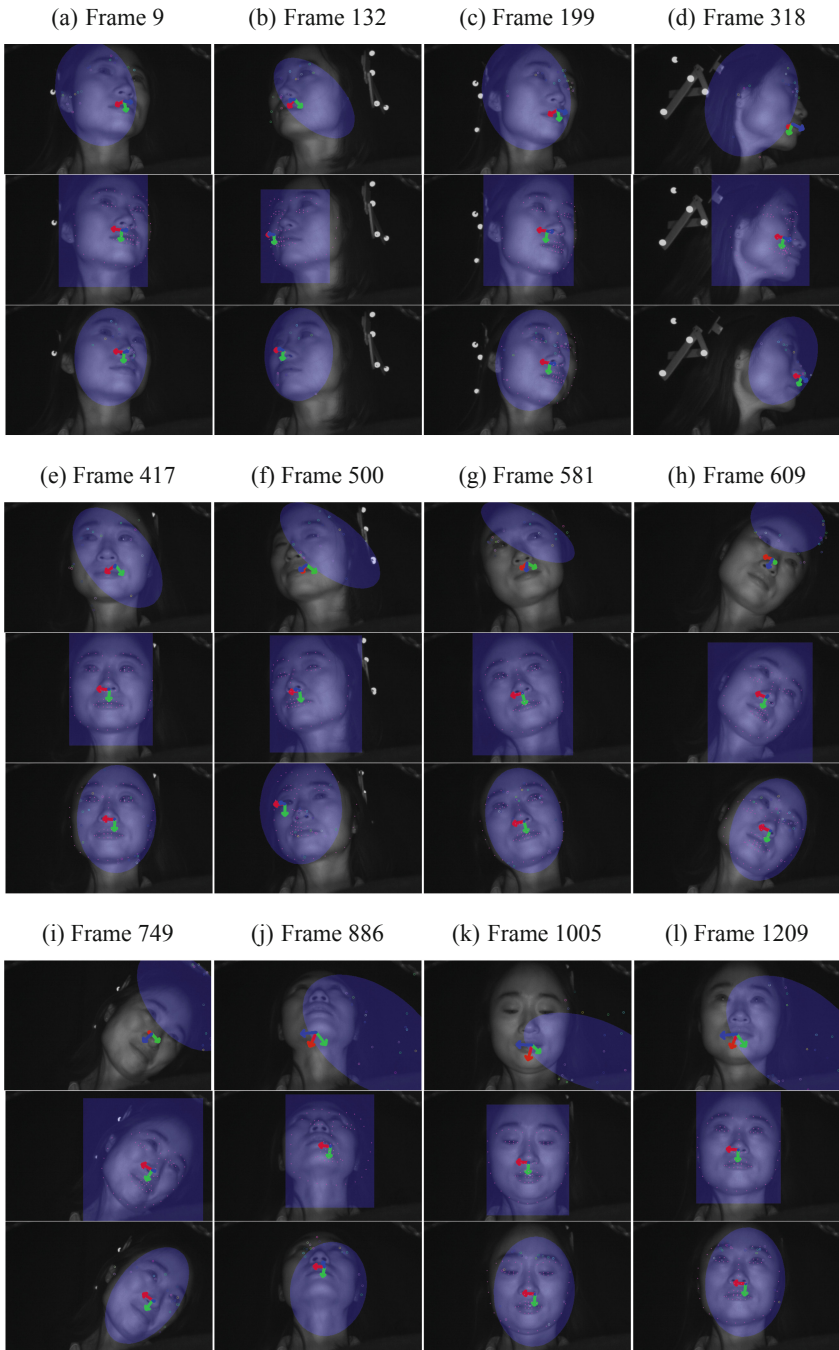 (a) Frame 9 (b) Frame 132 (c) Frame 199 (d) Frame 318
(e) Frame 417 (f) Frame 500 (g) Frame 581 (h) Frame 609
(i) Frame 749 (j) Frame 886 (k) Frame 1005 (l) Frame 1209